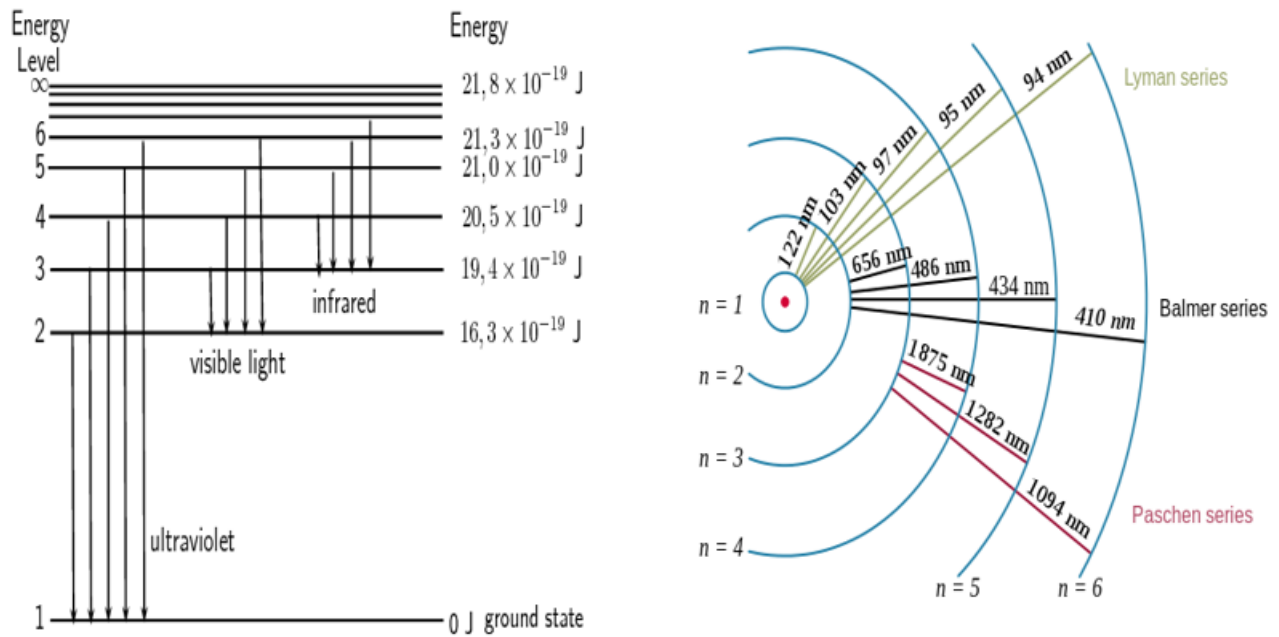 Energy
Level
Energy
∞
21,8 × 10⁻¹⁹ J
6
21,3 × 10⁻¹⁹ J
5
21,0 × 10⁻¹⁹ J
4
20,5 × 10⁻¹⁹ J
3
19,4 × 10⁻¹⁹ J
infrared
2
16,3 × 10⁻¹⁹ J
visible light
ultraviolet
1
0 J ground state
94 nm
Lyman series
95 nm
97 nm
103 nm
122 nm
656 nm
486 nm
434 nm
410 nm
Balmer series
n = 1
1875 nm
n = 2
1282 nm
n = 3
1094 nm
Paschen series
n = 4
n = 5
n = 6